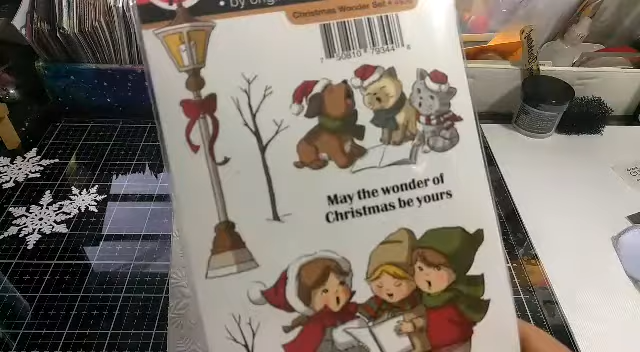 • by
Christmas Wonder Set
May the wonder of
Christmas be yours